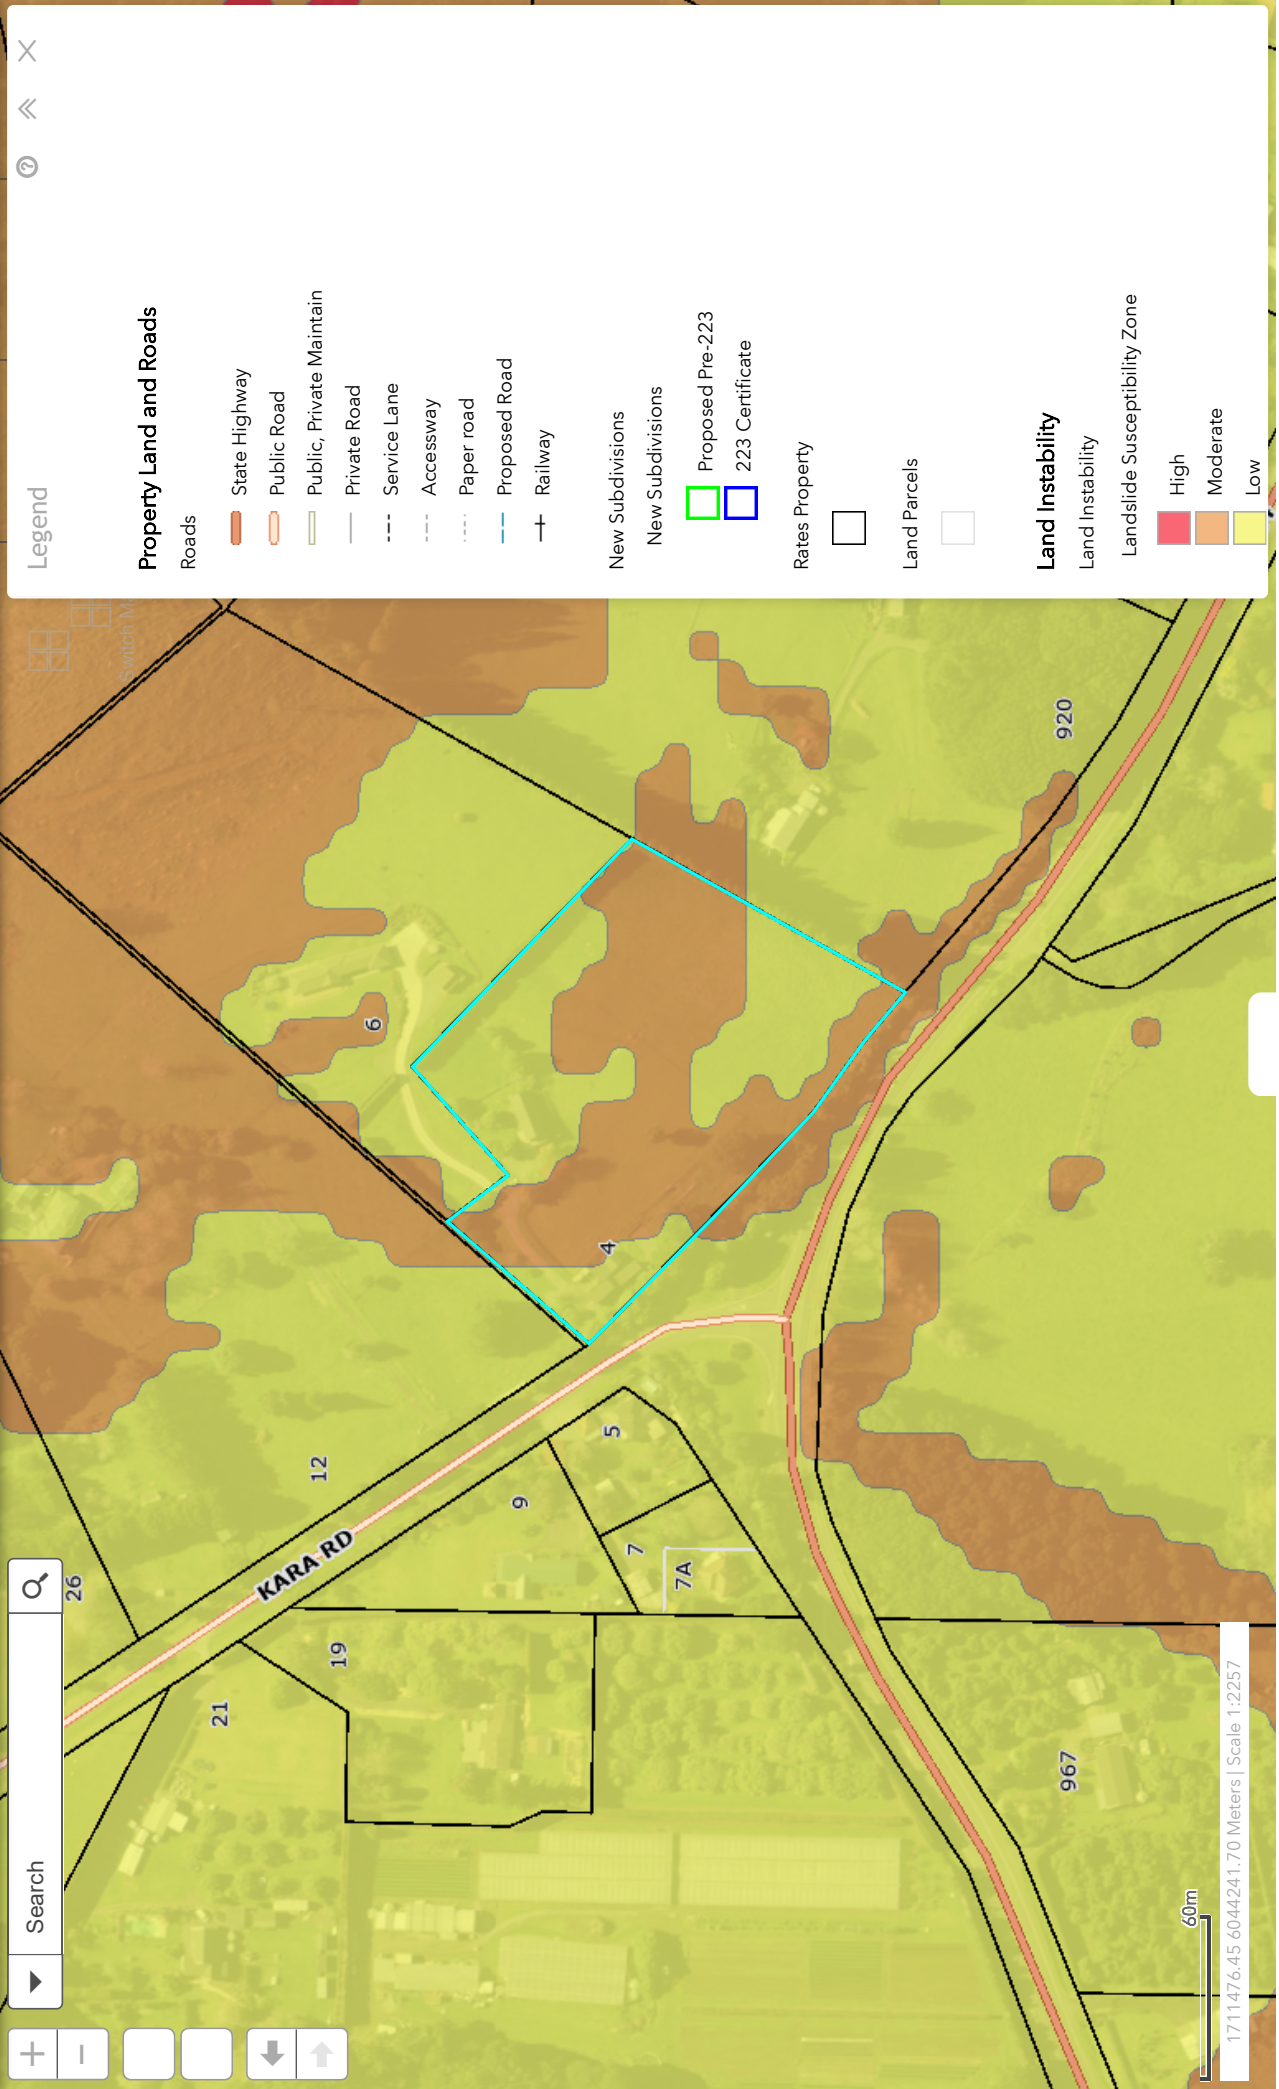 Search
Legend
Property Land and Roads
Roads
State Highway
Public Road
Public, Private Maintain
Private Road
Service Lane
Accessway
Paper road
Proposed Road
Railway
New Subdivisions
New Subdivisions
Proposed Pre-223
223 Certificate
Rates Property
Land Parcels
Land Instability
Land Instability
Landslide Susceptibility Zone
High
Moderate
Low
26
12
KARA RD
21
19
9
5
7
7A
4
6
920
967
60m
1711476.45 6044241.70 Meters | Scale 1:2257